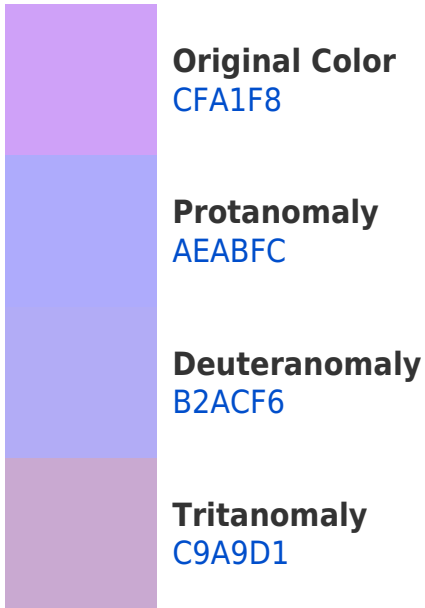 Original Color
CFA1F8
Protanomaly
AEABFC
Deuteranomaly
B2ACF6
Tritanomaly
C9A9D1